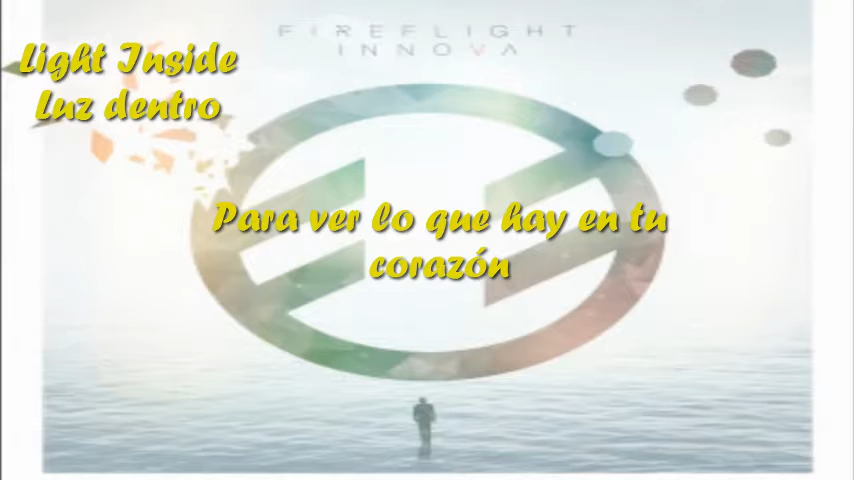 FIREFLIGHT
INNOVA
Light Inside
Luz dentro
Para ver lo que hay en tu
corazón